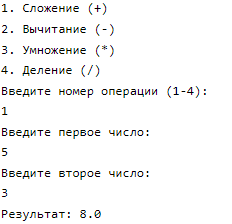 1. Сложение (+)
2. Вычитание (-)
3. Умножение (*)
4. Деление (/)
Введите номер операции (1-4):
1
Введите первое число:
5
Введите второе число:
3
Результат: 8.0